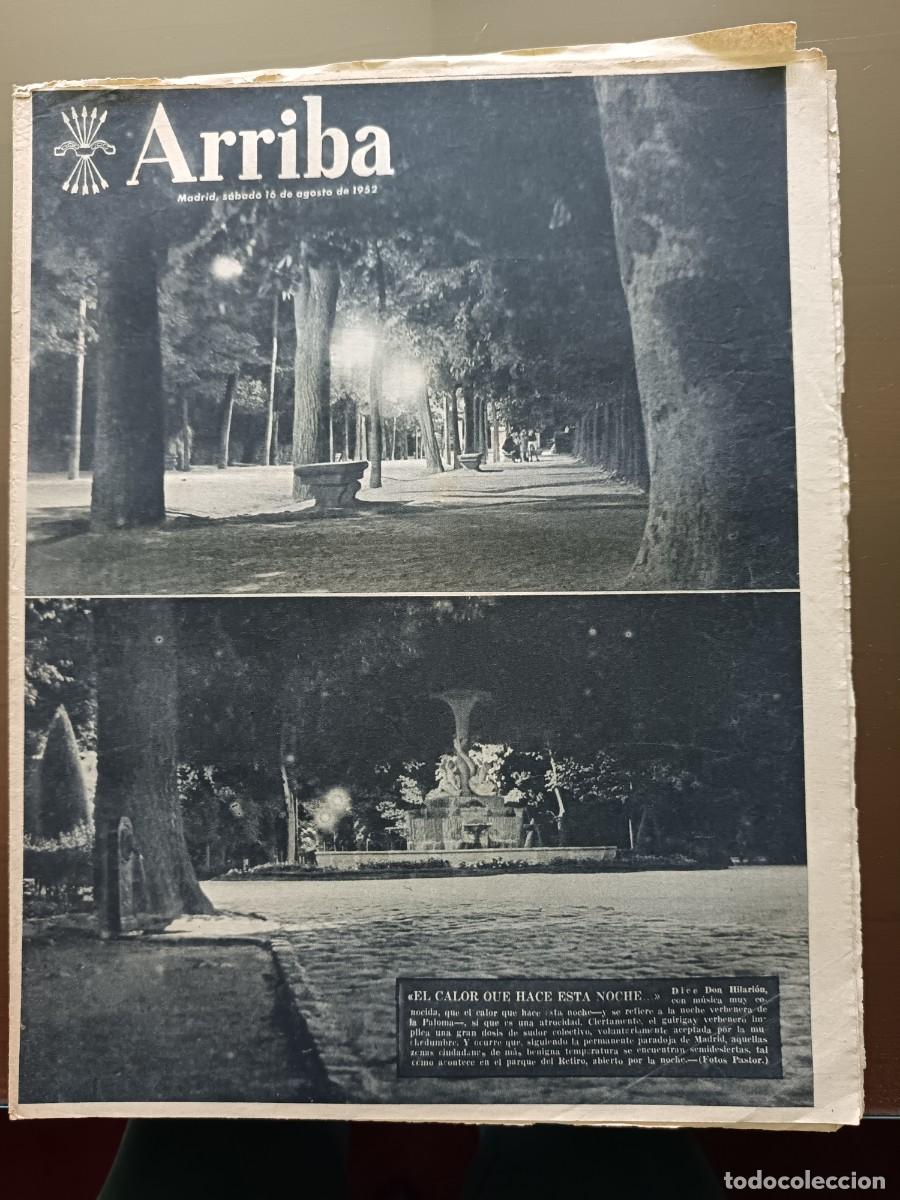 Arriba
Madrid, sábado 16 de agosto de 1952
«EL CALOR QUE HACE ESTA NOCHE...» Dice Don Hilarión,
con música muy co-
nocida, que el calor que hace esta noche—y se refiere a la noche verbenera de
la Paloma—, sí que es una atrocidad. Ciertamente, el guirigay verbenero im-
plica una gran dosis de sudor colectivo, voluntariamente aceptada por la mu-
chedumbre. Y ocurre que, siguiendo la permanente paradoja de Madrid, aquellas
zonas ciudadanas de más benigna temperatura se encuentran semidesiertas, tal
como acontece en el parque del Retiro, abierto por la noche.—(Fotos Pastor.)
todocoleccion